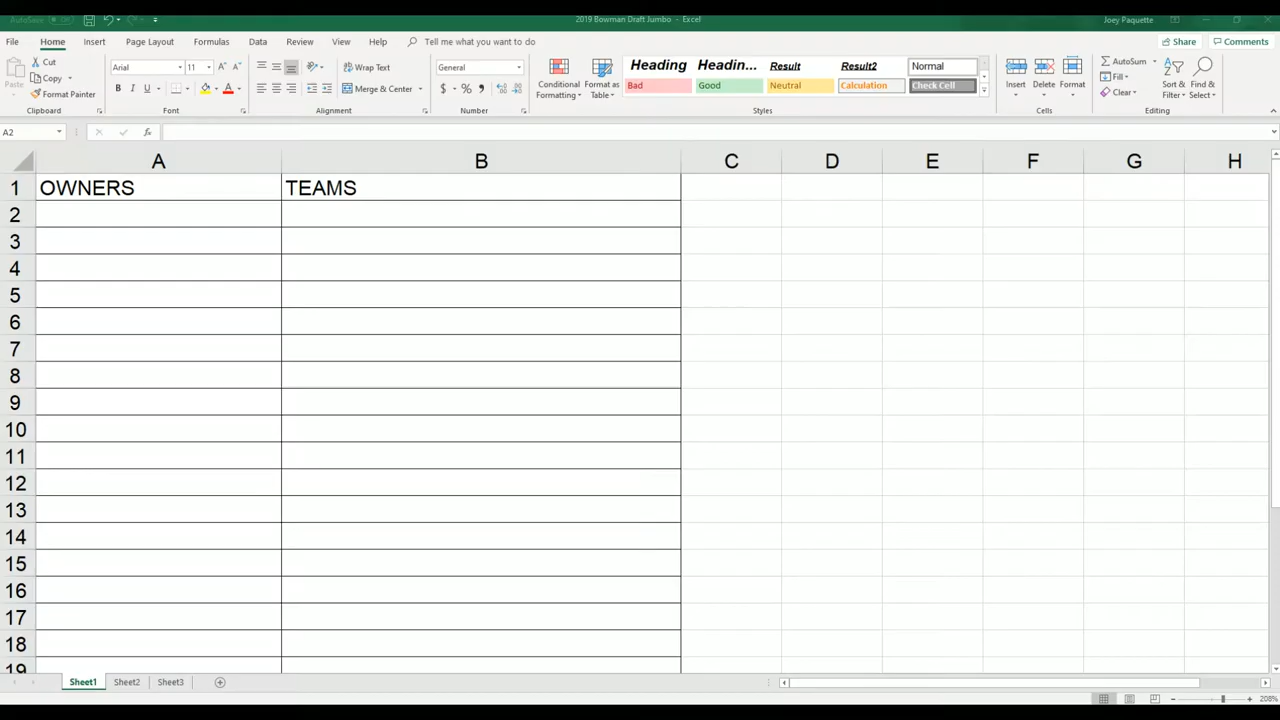 AutoSave Off 2019 Bowman Draft Jumbo - Excel Joey Paquette
File Home Insert Page Layout Formulas Data Review View Help Tell me what you want to do Share Comments
Paste Cut Copy Format Painter Clipboard
Arial 11 A A B I U A Font
Wrap Text Merge & Center Alignment
General $ % , Number
Conditional Formatting Format as Table
Heading Headin... Result Result2 Normal
Bad Good Neutral Calculation Check Cell
Styles
Insert Delete Format Cells
AutoSum Fill Clear Sort & Filter Find & Select Editing
A2 fx
A B C D E F G H
1 OWNERS TEAMS
2
3
4
5
6
7
8
9
10
11
12
13
14
15
16
17
18
19
Sheet1 Sheet2 Sheet3
208%